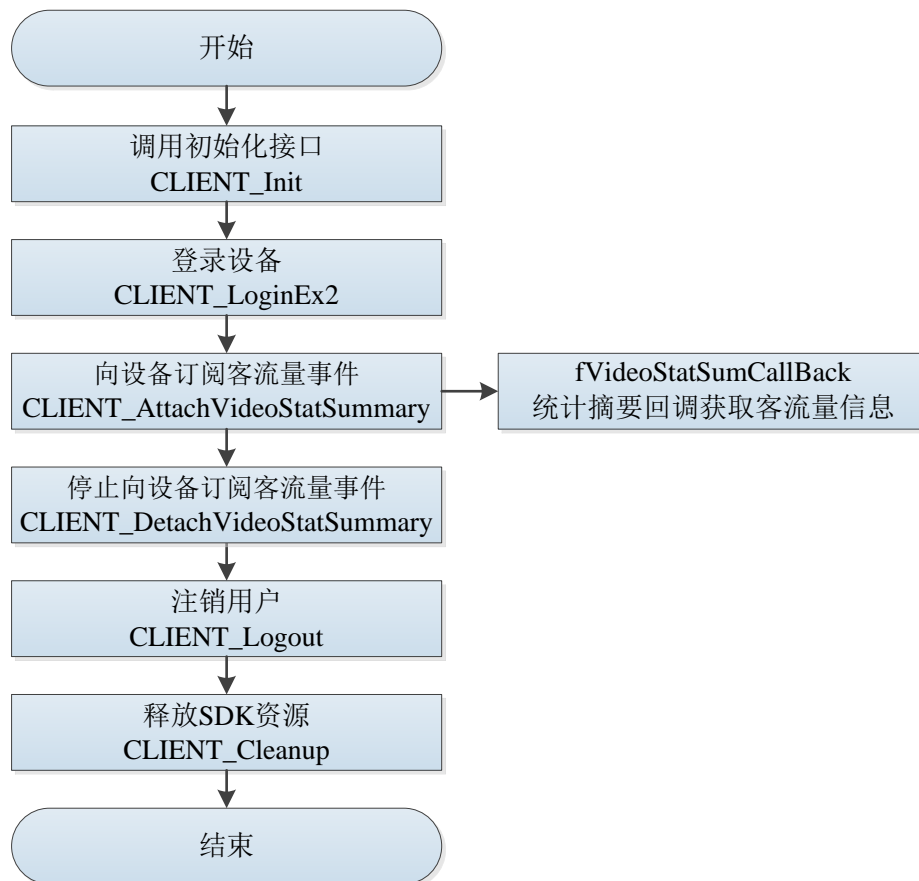 开始
调用初始化接口
CLIENT_Init
登录设备
CLIENT_LoginEx2
向设备订阅客流量事件
CLIENT_AttachVideoStatSummary
fVideoStatSumCallBack
统计摘要回调获取客流量信息
停止向设备订阅客流量事件
CLIENT_DetachVideoStatSummary
注销用户
CLIENT_Logout
释放SDK资源
CLIENT_Cleanup
结束